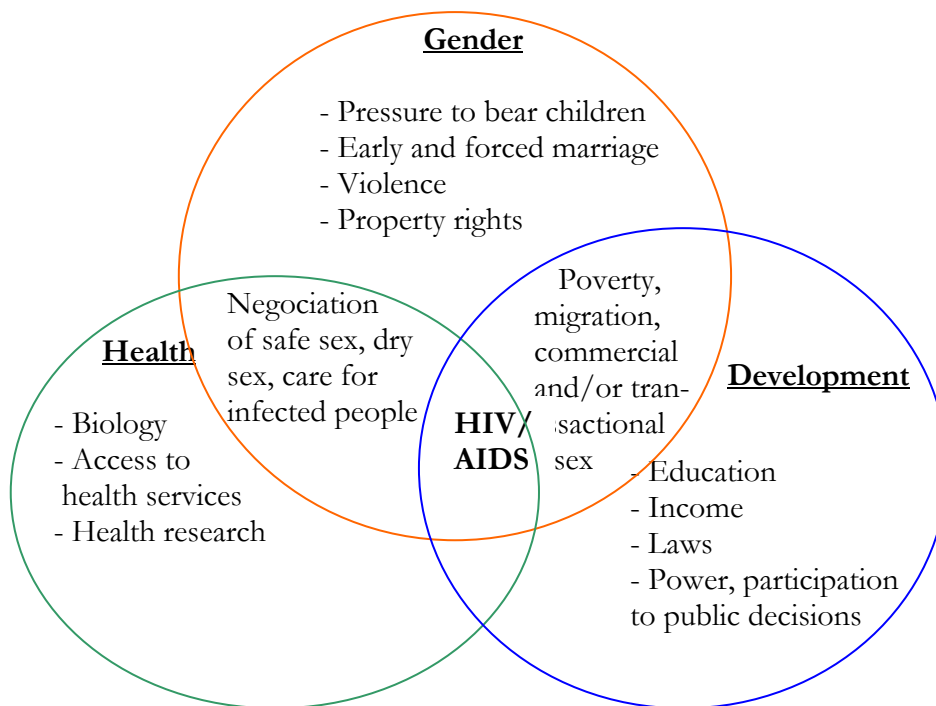 Gender
- Pressure to bear children
- Early and forced marriage
- Violence
- Property rights
Negociation
of safe sex, dry
sex, care for
infected people
Poverty,
migration,
commercial
and/or tran-
sactional
sex
HIV/
AIDS
Health
- Biology
- Access to
health services
- Health research
Development
- Education
- Income
- Laws
- Power, participation
to public decisions